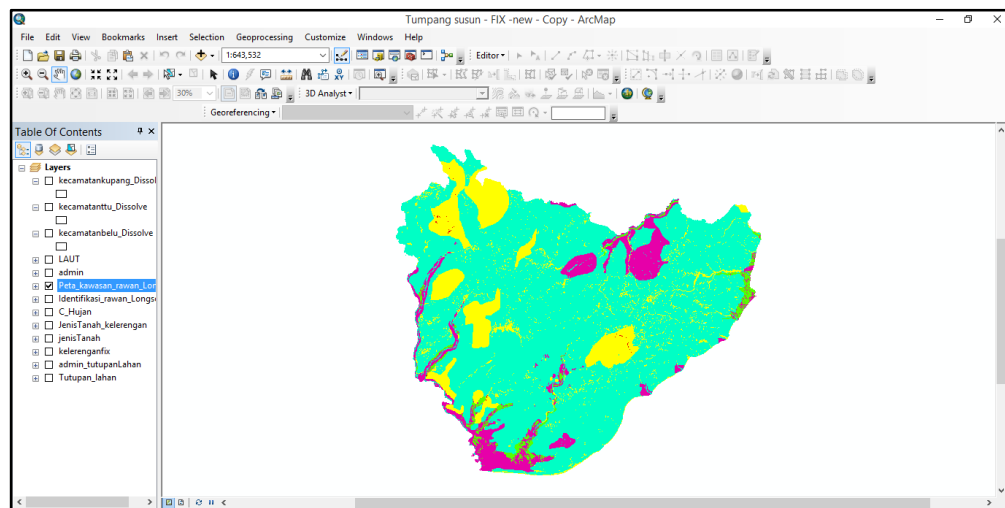 Tumpang susun - FIX -new - Copy - ArcMap
File Edit View Bookmarks Insert Selection Geoprocessing Customize Windows Help
1:643,532
Editor
30%
3D Analyst
Georeferencing
Table Of Contents
Layers
kecamatankupang_Dissol
kecamatanttu_Dissolve
kecamatanbelu_Dissolve
LAUT
admin
Peta_kawasan_rawan_Lor
Identifikasi_rawan_Longs
C_Hujan
JenisTanah_kelerengan
jenisTanah
kelerenganfix
admin_tutupanLahan
Tutupan_lahan